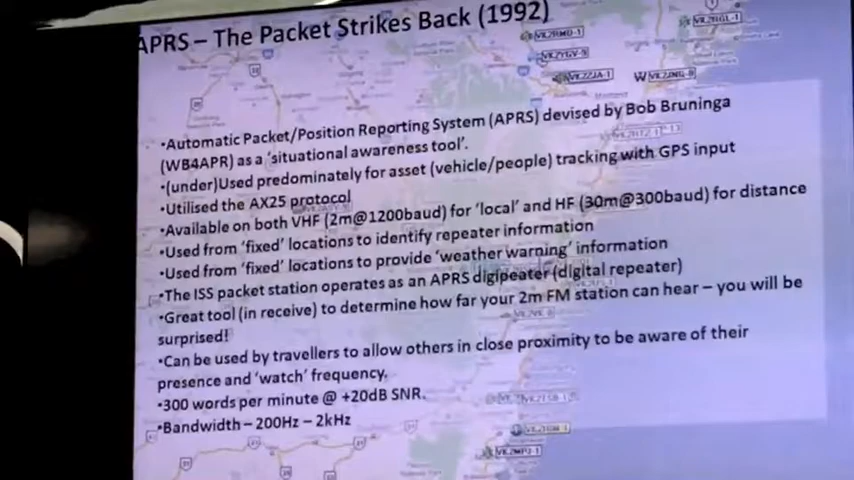 APRS – The Packet Strikes Back (1992)
VK2RMD-1
VK2YGV-9
VK2ZJA-1
•Automatic Packet/Position Reporting System (APRS) devised by Bob Bruninga
(WB4APR) as a 'situational awareness tool'.
•(under)Used predominately for asset (vehicle/people) tracking with GPS input
•Utilised the AX25 protocol
•Available on both VHF (2m@1200baud) for 'local' and HF (30m@300baud) for distance
•Used from 'fixed' locations to identify repeater information
•Used from 'fixed' locations to provide 'weather warning' information
•The ISS packet station operates as an APRS digipeater (digital repeater)
•Great tool (in receive) to determine how far your 2m FM station can hear – you will be
surprised!
•Can be used by travellers to allow others in close proximity to be aware of their
presence and 'watch' frequency.
•300 words per minute @ +20dB SNR.
•Bandwidth – 200Hz – 2kHz